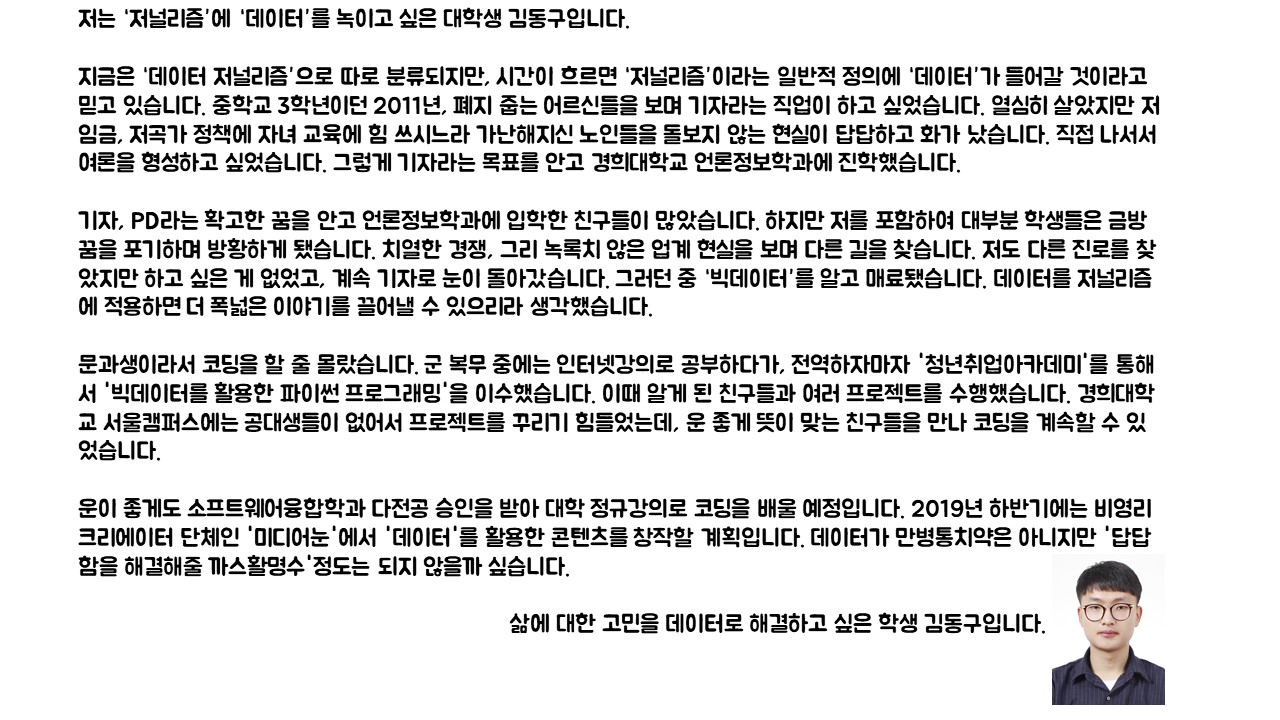 저는 '저널리즘'에 '데이터'를 녹이고 싶은 대학생 김동구입니다.
지금은 '데이터 저널리즘'으로 따로 분류되지만, 시간이 흐르면 '저널리즘'이라는 일반적 정의에 '데이터'가 들어갈 것이라고
믿고 있습니다. 중학교 3학년이던 2011년, 폐지 줍는 어르신들을 보며 기자라는 직업이 하고 싶었습니다. 열심히 살았지만 저
임금, 저곡가 정책에 자녀 교육에 힘 쓰시느라 가난해지신 노인들을 돌보지 않는 현실이 답답하고 화가 났습니다. 직접 나서서
여론을 형성하고 싶었습니다. 그렇게 기자라는 목표를 안고 경희대학교 언론정보학과에 진학했습니다.
기자, PD라는 확고한 꿈을 안고 언론정보학과에 입학한 친구들이 많았습니다. 하지만 저를 포함하여 대부분 학생들은 금방
꿈을 포기하며 방황하게 됐습니다. 치열한 경쟁, 그리 녹록치 않은 업계 현실을 보며 다른 길을 찾습니다. 저도 다른 진로를 찾
았지만 하고 싶은 게 없었고, 계속 기자로 눈이 돌아갔습니다. 그러던 중 '빅데이터'를 알고 매료됐습니다. 데이터를 저널리즘
에 적용하면 더 폭넓은 이야기를 끌어낼 수 있으리라 생각했습니다.
문과생이라서 코딩을 할 줄 몰랐습니다. 군 복무 중에는 인터넷강의로 공부하다가, 전역하자마자 '청년취업아카데미'를 통해
서 '빅데이터를 활용한 파이썬 프로그래밍'을 이수했습니다. 이때 알게 된 친구들과 여러 프로젝트를 수행했습니다. 경희대학
교 서울캠퍼스에는 공대생들이 없어서 프로젝트를 꾸리기 힘들었는데, 운 좋게 뜻이 맞는 친구들을 만나 코딩을 계속할 수 있
었습니다.
운이 좋게도 소프트웨어융합학과 다전공 승인을 받아 대학 정규강의로 코딩을 배울 예정입니다. 2019년 하반기에는 비영리
크리에이터 단체인 '미디어눈'에서 '데이터'를 활용한 콘텐츠를 창작할 계획입니다. 데이터가 만병통치약은 아니지만 '답답
함을 해결해줄 까스활명수'정도는 되지 않을까 싶습니다.
삶에 대한 고민을 데이터로 해결하고 싶은 학생 김동구입니다.